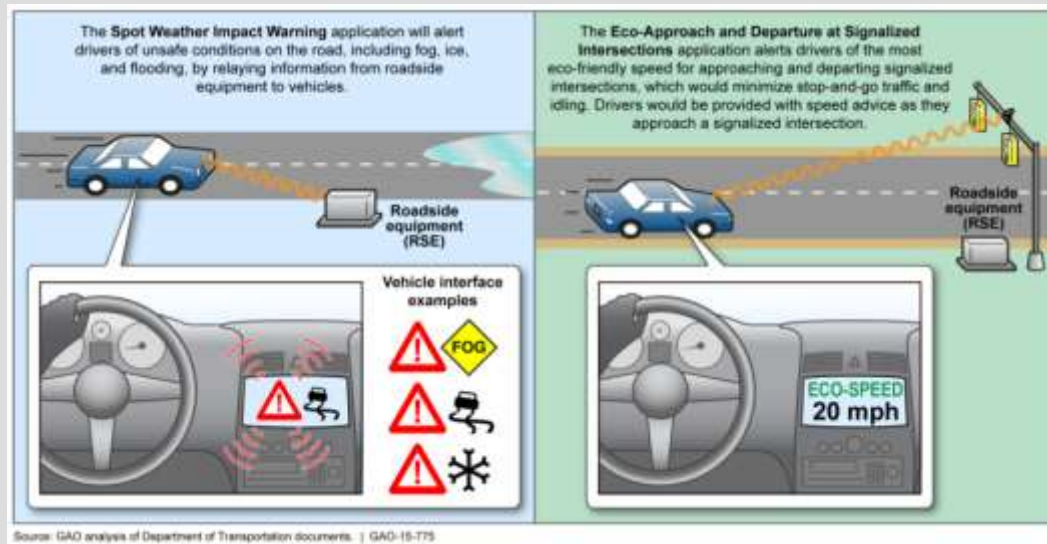 The Spot Weather Impact Warning application will alert
drivers of unsafe conditions on the road, including fog, ice,
and flooding, by relaying information from roadside
equipment to vehicles.
Roadside
equipment
(RSE)
Vehicle interface
examples
FOG
The Eco-Approach and Departure at Signalized
Intersections application alerts drivers of the most
eco-friendly speed for approaching and departing signalized
intersections, which would minimize stop-and-go traffic and
idling. Drivers would be provided with speed advice as they
approach a signalized intersection.
Roadside
equipment
(RSE)
ECO-SPEED
20 mph
Source: GAO analysis of Department of Transportation documents. | GAO-15-775